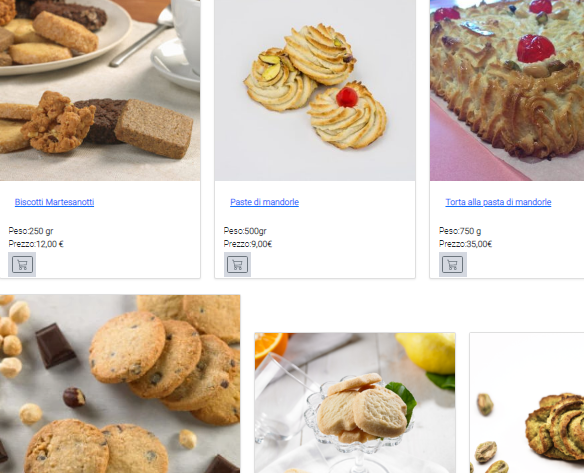 Biscotti Martesanotti
Peso:250 gr
Prezzo:12,00 €
Paste di mandorle
Peso:500gr
Prezzo:9,00€
Torta alla pasta di mandorle
Peso:750 g
Prezzo:35,00€